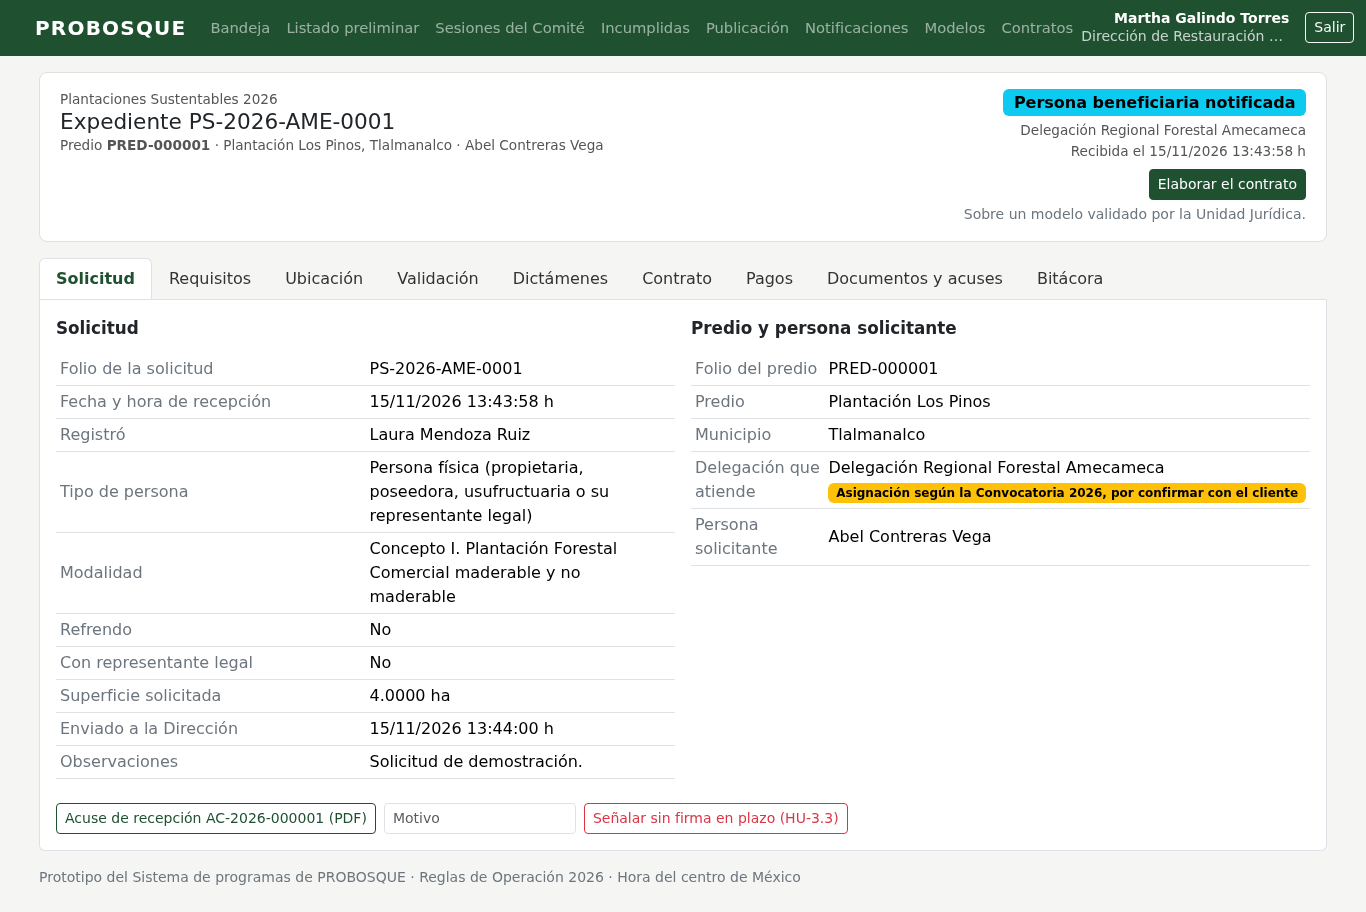 PROBOSQUE
Bandeja
Listado preliminar
Sesiones del Comité
Incumplidas
Publicación
Notificaciones
Modelos
Contratos
Martha Galindo Torres
Dirección de Restauración ...
Salir
Plantaciones Sustentables 2026
Expediente PS-2026-AME-0001
Predio PRED-000001 · Plantación Los Pinos, Tlalmanalco · Abel Contreras Vega
Persona beneficiaria notificada
Delegación Regional Forestal Amecameca
Recibida el 15/11/2026 13:43:58 h
Elaborar el contrato
Sobre un modelo validado por la Unidad Jurídica.
Solicitud
Requisitos
Ubicación
Validación
Dictámenes
Contrato
Pagos
Documentos y acuses
Bitácora
Solicitud
Folio de la solicitud
PS-2026-AME-0001
Fecha y hora de recepción
15/11/2026 13:43:58 h
Registró
Laura Mendoza Ruiz
Tipo de persona
Persona física (propietaria,
poseedora, usufructuaria o su
representante legal)
Modalidad
Concepto I. Plantación Forestal
Comercial maderable y no
maderable
Refrendo
No
Con representante legal
No
Superficie solicitada
4.0000 ha
Enviado a la Dirección
15/11/2026 13:44:00 h
Observaciones
Solicitud de demostración.
Predio y persona solicitante
Folio del predio
PRED-000001
Predio
Plantación Los Pinos
Municipio
Tlalmanalco
Delegación que
atiende
Delegación Regional Forestal Amecameca
Asignación según la Convocatoria 2026, por confirmar con el cliente
Persona
solicitante
Abel Contreras Vega
Acuse de recepción AC-2026-000001 (PDF)
Motivo
Señalar sin firma en plazo (HU-3.3)
Prototipo del Sistema de programas de PROBOSQUE · Reglas de Operación 2026 · Hora del centro de México